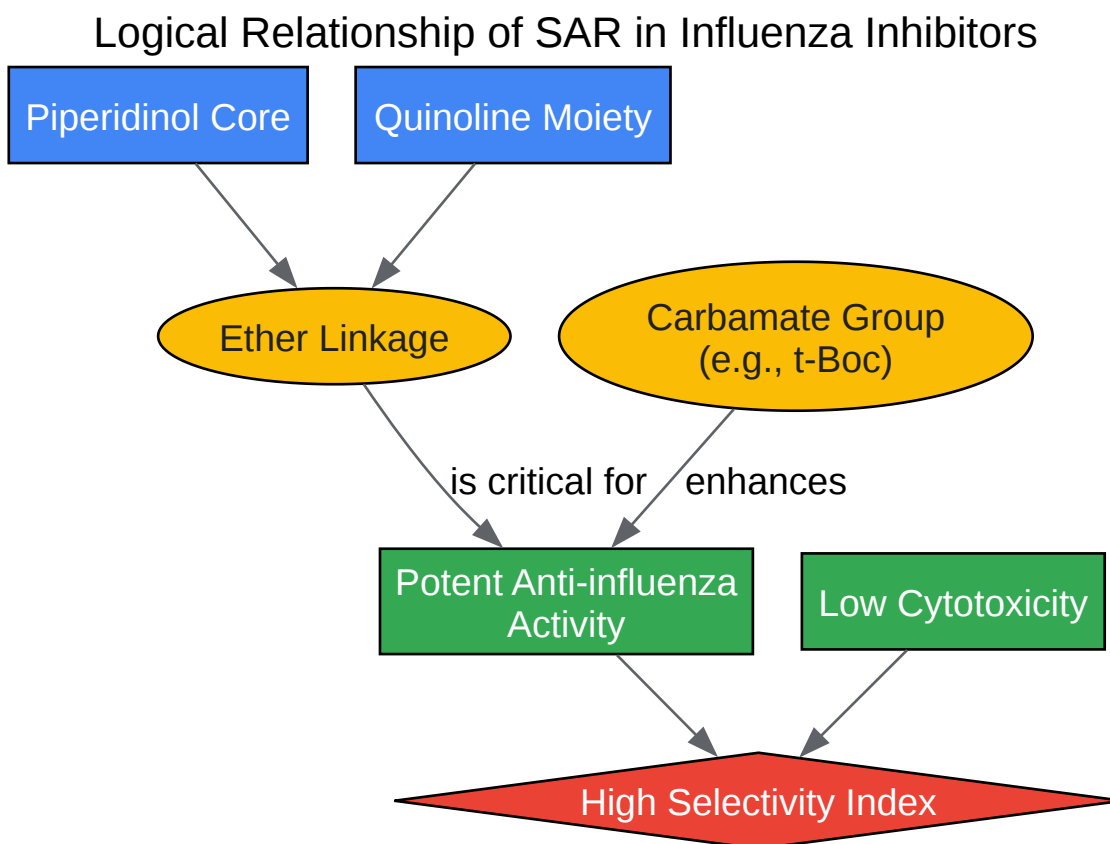 Logical Relationship of SAR in Influenza Inhibitors
Piperidinol Core
Quinoline Moiety
Ether Linkage
Carbamate Group
(e.g., t-Boc)
is critical for
enhances
Potent Anti-influenza
Activity
Low Cytotoxicity
High Selectivity Index